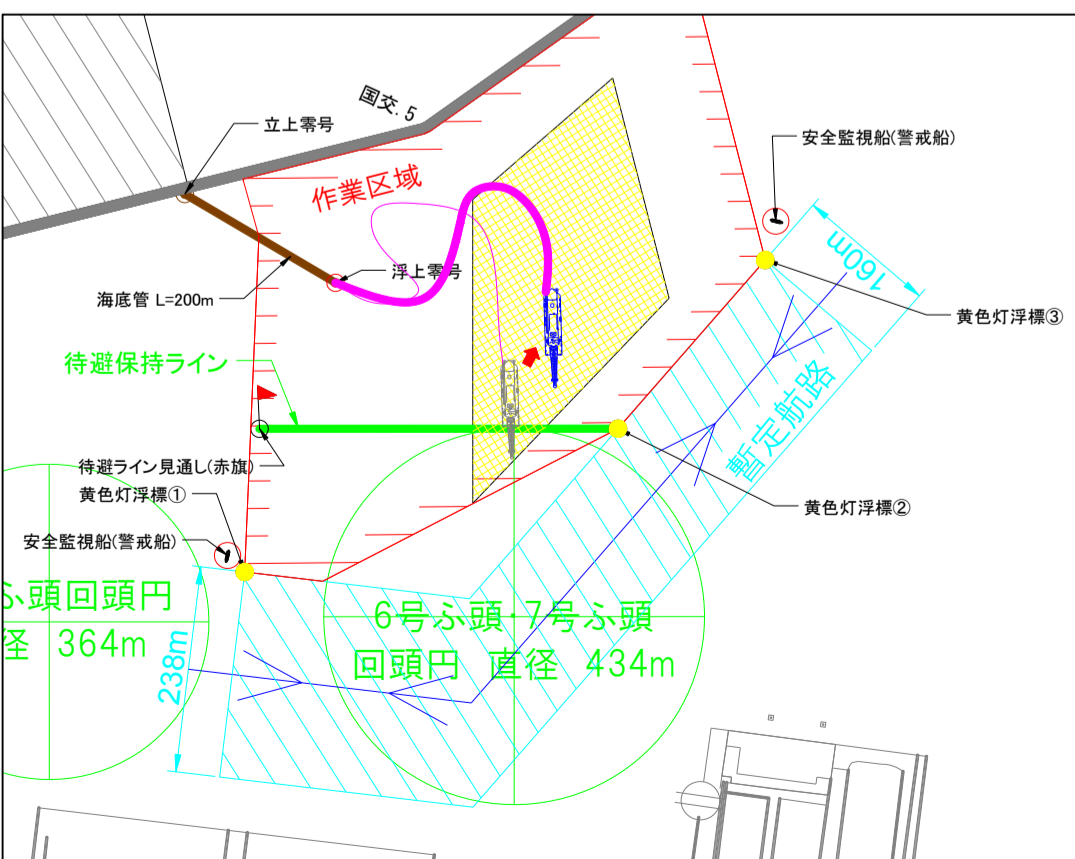 国交.5
立上零号
安全監視船(警戒船)
作業区域
160m
浮上零号
海底管 L=200m
黄色灯浮標③
待避保持ライン
暫定航路
待避ライン見通し(赤旗)
黄色灯浮標①
黄色灯浮標②
安全監視船(警戒船)
ふ頭回頭円
径 364m
238m
6号ふ頭・7号ふ頭
回頭円 直径 434m